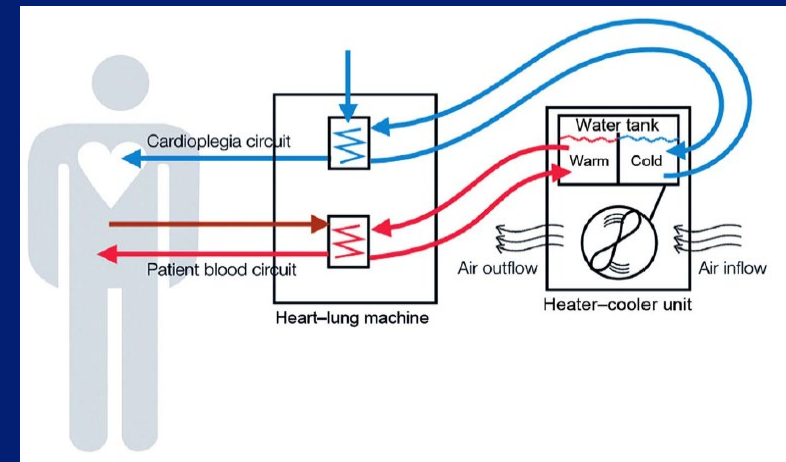 Water tank
Cardioplegia circuit
Warm
Cold
Patient blood circuit
Air outflow
Air inflow
Heater–cooler unit
Heart–lung machine